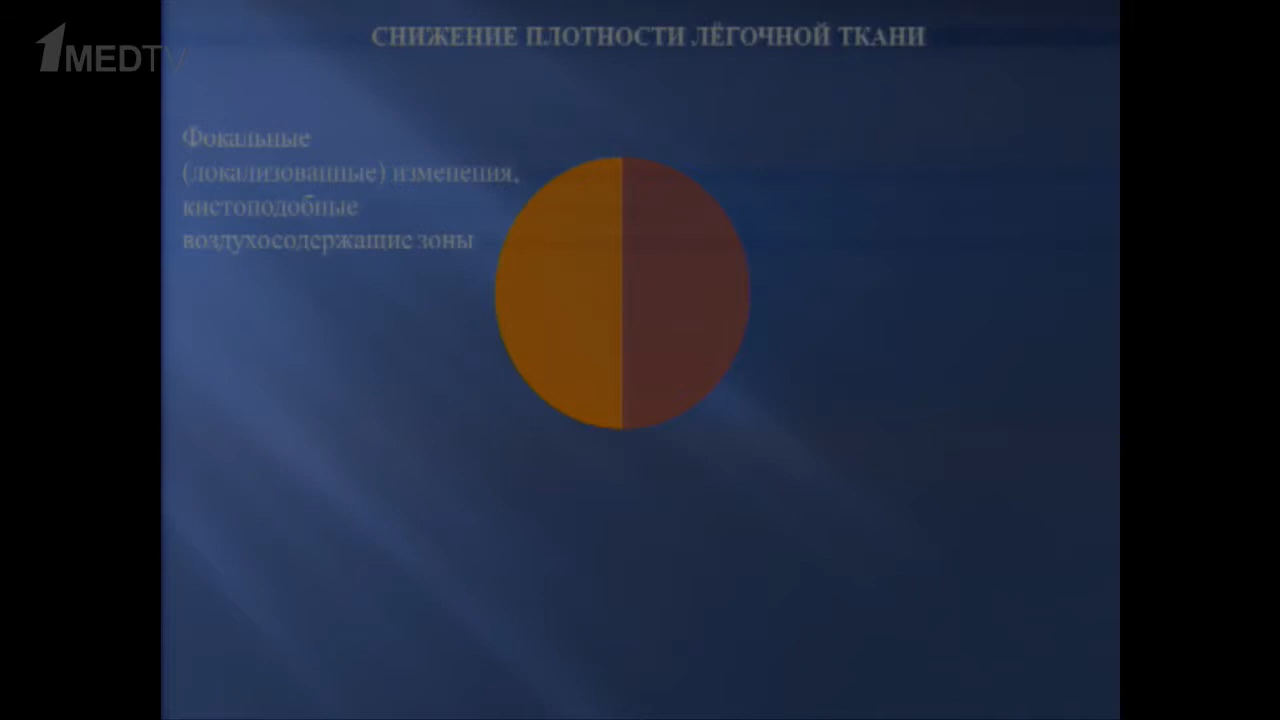 1MEDTV
СНИЖЕНИЕ ПЛОТНОСТИ ЛЁГОЧНОЙ ТКАНИ
Фокальные
(локализованные) изменения,
кистоподобные
воздухосодержащие зоны